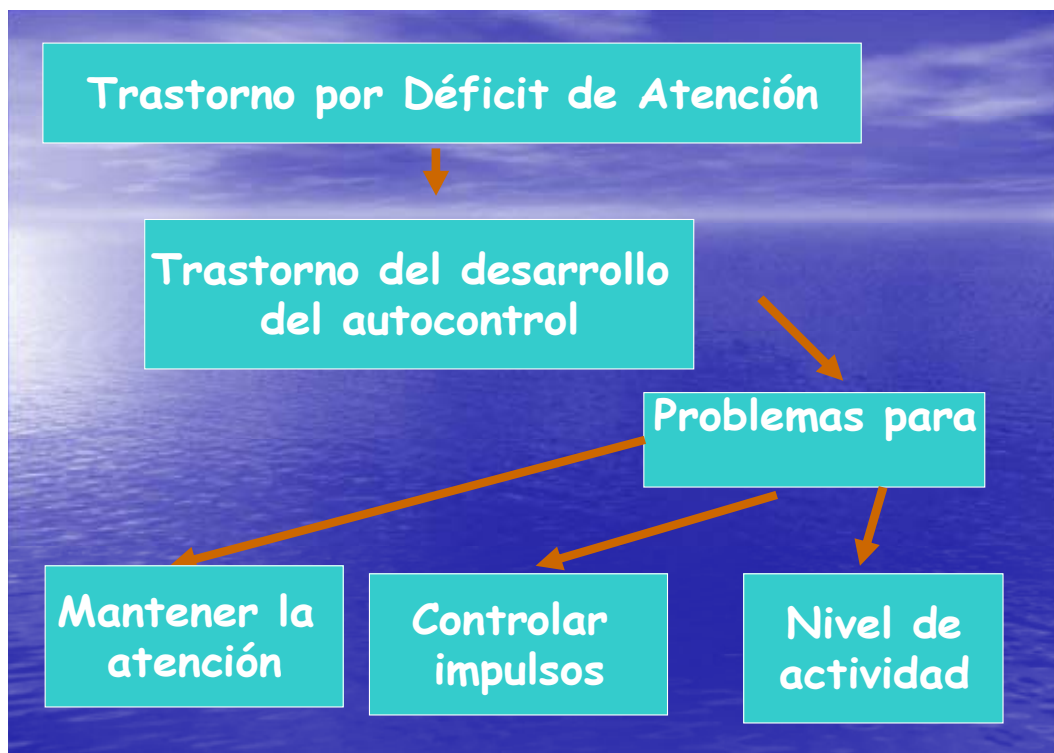 Trastorno por Déficit de Atención
Trastorno del desarrollo
del autocontrol
Problemas para
Mantener la
atención
Controlar
impulsos
Nivel de
actividad